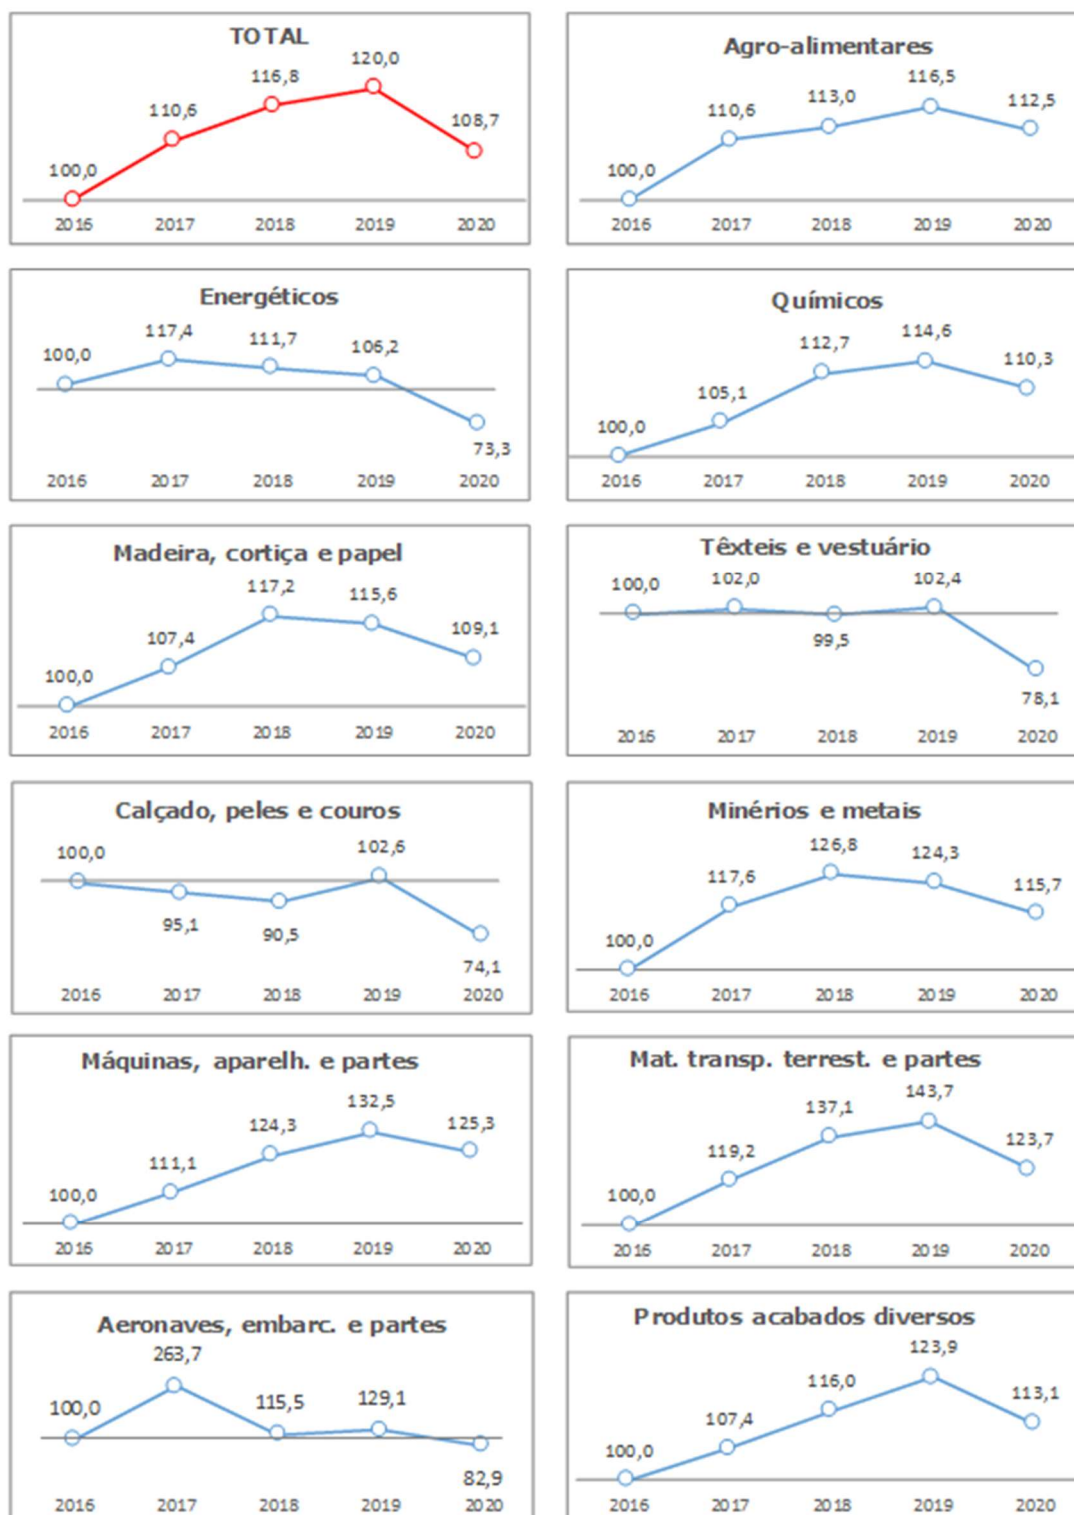 TOTAL
100,0
110,6
116,8
120,0
108,7
2016 2017 2018 2019 2020
Agro-alimentares
100,0
110,6
113,0
116,5
112,5
2016 2017 2018 2019 2020
Energéticos
100,0
117,4
111,7
106,2
73,3
2016 2017 2018 2019 2020
Químicos
100,0
105,1
112,7
114,6
110,3
2016 2017 2018 2019 2020
Madeira, cortiça e papel
100,0
107,4
117,2
115,6
109,1
2016 2017 2018 2019 2020
Têxteis e vestuário
100,0
102,0
99,5
102,4
78,1
2016 2017 2018 2019 2020
Calçado, peles e couros
100,0
95,1
90,5
102,6
74,1
2016 2017 2018 2019 2020
Minérios e metais
100,0
117,6
126,8
124,3
115,7
2016 2017 2018 2019 2020
Máquinas, aparelh. e partes
100,0
111,1
124,3
132,5
125,3
2016 2017 2018 2019 2020
Mat. transp. terrest. e partes
100,0
119,2
137,1
143,7
123,7
2016 2017 2018 2019 2020
Aeronaves, embarc. e partes
100,0
263,7
115,5
129,1
82,9
2016 2017 2018 2019 2020
Produtos acabados diversos
100,0
107,4
116,0
123,9
113,1
2016 2017 2018 2019 2020